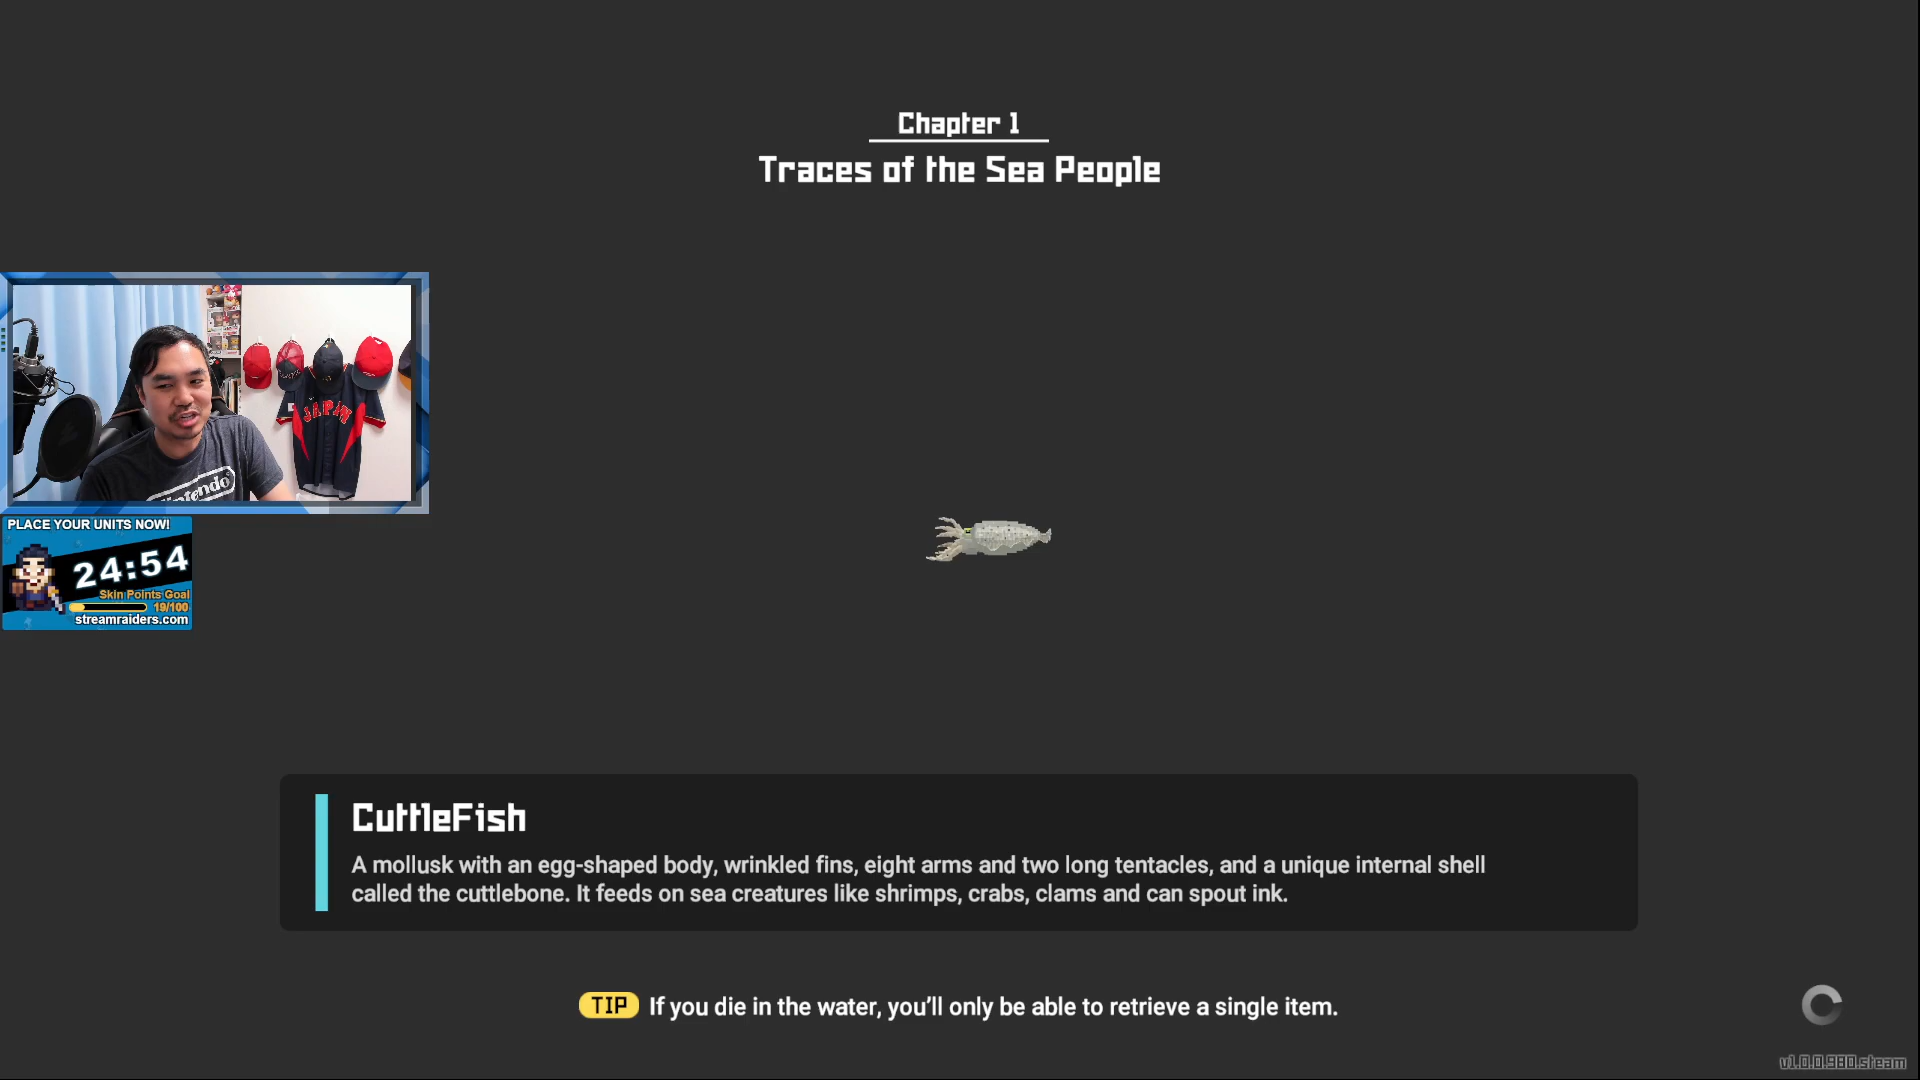 Chapter 1
Traces of the Sea People
JAPAN
Nintendo
PLACE YOUR UNITS NOW!
24:54
Skin Points Goal
19/100
streamraiders.com
CuttleFish
A mollusk with an egg-shaped body, wrinkled fins, eight arms and two long tentacles, and a unique internal shell
called the cuttlebone. It feeds on sea creatures like shrimps, crabs, clams and can spout ink.
TIP If you die in the water, you'll only be able to retrieve a single item.
v1.0.0.980.steam